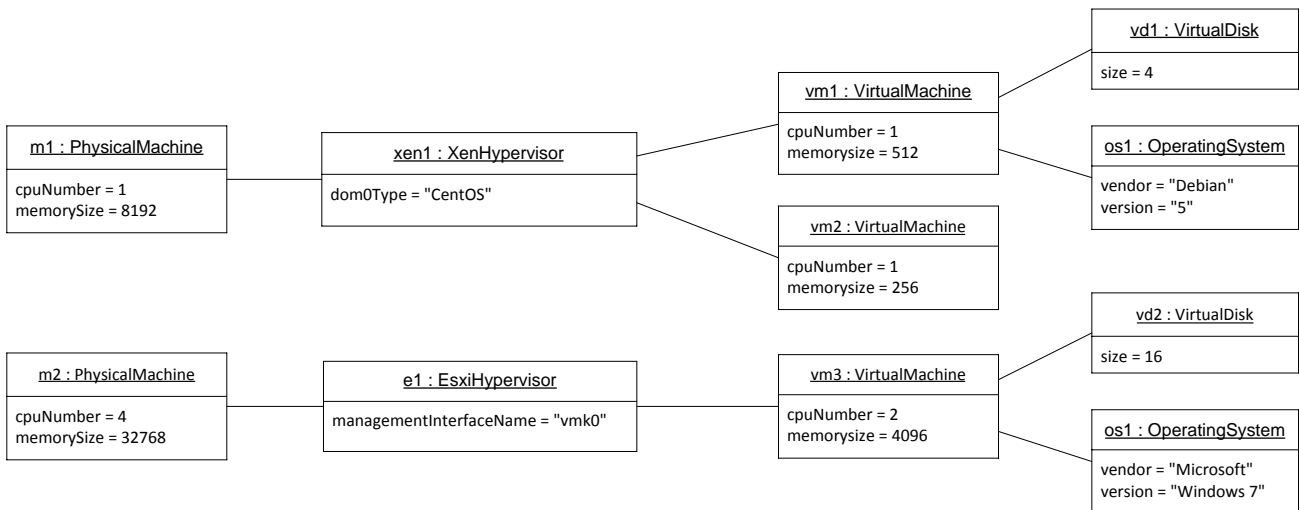 vd1 : VirtualDisk
size = 4
vm1 : VirtualMachine
cpuNumber = 1
memorysize = 512
m1 : PhysicalMachine
cpuNumber = 1
memorySize = 8192
xen1 : XenHypervisor
dom0Type = "CentOS"
os1 : OperatingSystem
vendor = "Debian"
version = "5"
vm2 : VirtualMachine
cpuNumber = 1
memorysize = 256
vd2 : VirtualDisk
size = 16
m2 : PhysicalMachine
cpuNumber = 4
memorySize = 32768
e1 : EsxiHypervisor
managementInterfaceName = "vmk0"
vm3 : VirtualMachine
cpuNumber = 2
memorysize = 4096
os1 : OperatingSystem
vendor = "Microsoft"
version = "Windows 7"